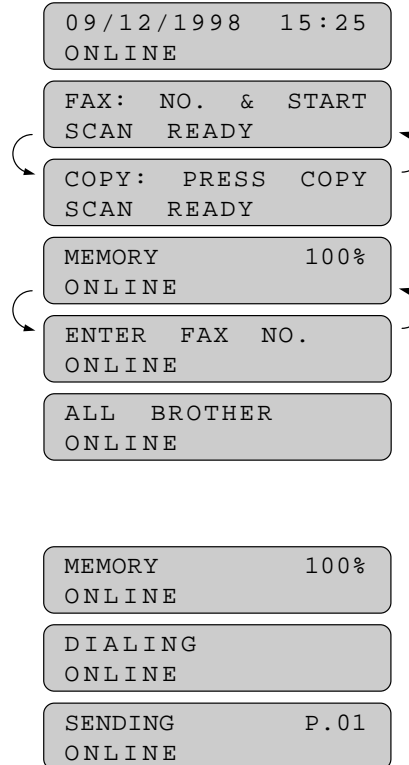 09/12/1998 15:25
ONLINE
FAX: NO. & START
SCAN READY
COPY: PRESS COPY
SCAN READY
MEMORY 100%
ONLINE
ENTER FAX NO.
ONLINE
ALL BROTHER
ONLINE
MEMORY 100%
ONLINE
DIALING
ONLINE
SENDING P.01
ONLINE